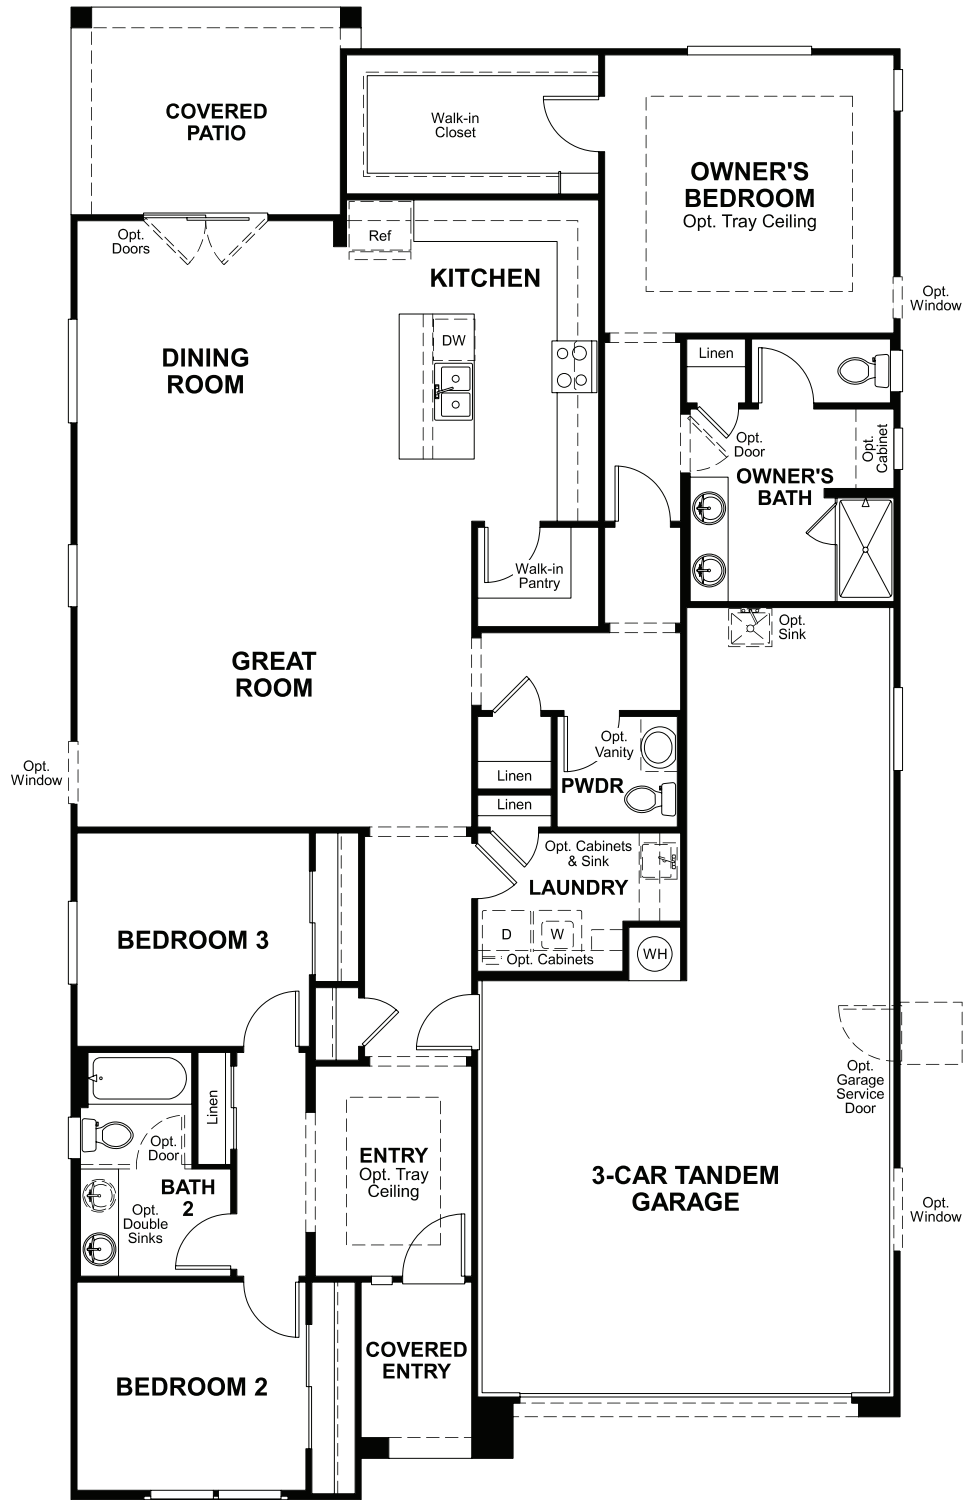 COVERED
PATIO
Walk-in
Closet
OWNER'S
BEDROOM
Opt. Tray Ceiling
Opt.
Doors
Ref
KITCHEN
Opt.
Window
DW
DINING
ROOM
Linen
Opt.
Door
Opt.
Cabinet
OWNER'S
BATH
Walk-in
Pantry
Opt.
Sink
GREAT
ROOM
Opt.
Window
Opt.
Vanity
Linen
PWDR
Linen
Opt. Cabinets
& Sink
LAUNDRY
D
W
Opt. Cabinets
WH
BEDROOM 3
Opt.
Garage
Service
Door
Linen
Opt.
Door
BATH
2
Opt.
Double
Sinks
ENTRY
Opt. Tray
Ceiling
3-CAR TANDEM
GARAGE
Opt.
Window
COVERED
ENTRY
BEDROOM 2